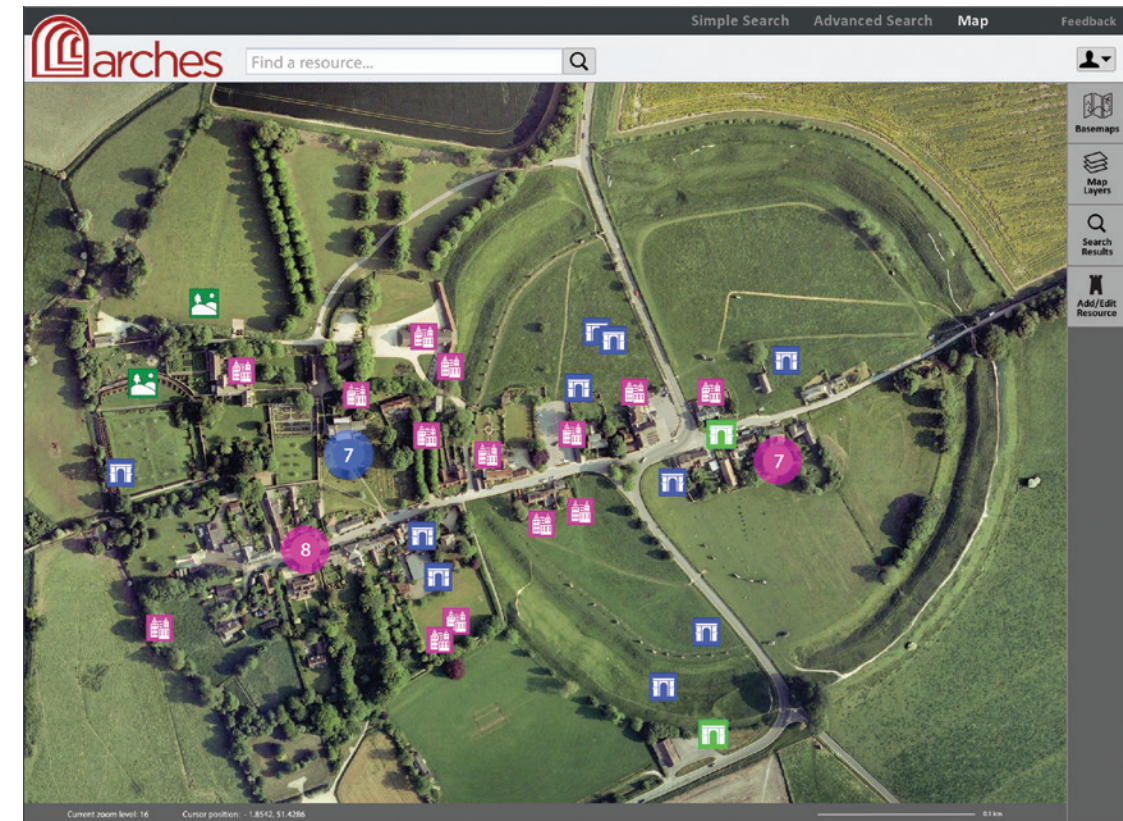 Simple Search Advanced Search Map Feedback
arches
Find a resource...
Basemaps
Map
Layers
Search
Results
Add/Edit
Resource
7
7
8
Current zoom level: 16 Cursor position: - 1.8542, 51.4286 0.1 km